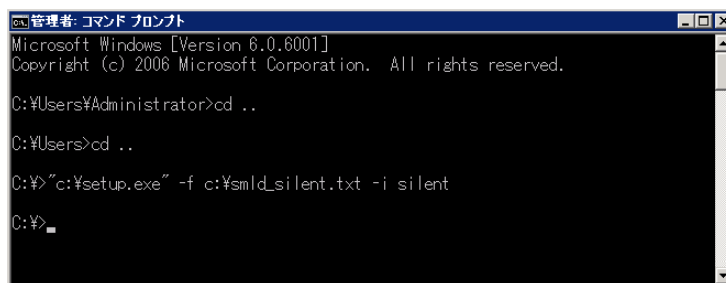 管理者: コマンド プロンプト
Microsoft Windows [Version 6.0.6001]
Copyright (c) 2006 Microsoft Corporation.  All rights reserved.
C:¥Users¥Administrator>cd ..
C:¥Users>cd ..
C:¥>"c:¥setup.exe" -f c:¥smld_silent.txt -i silent
C:¥>